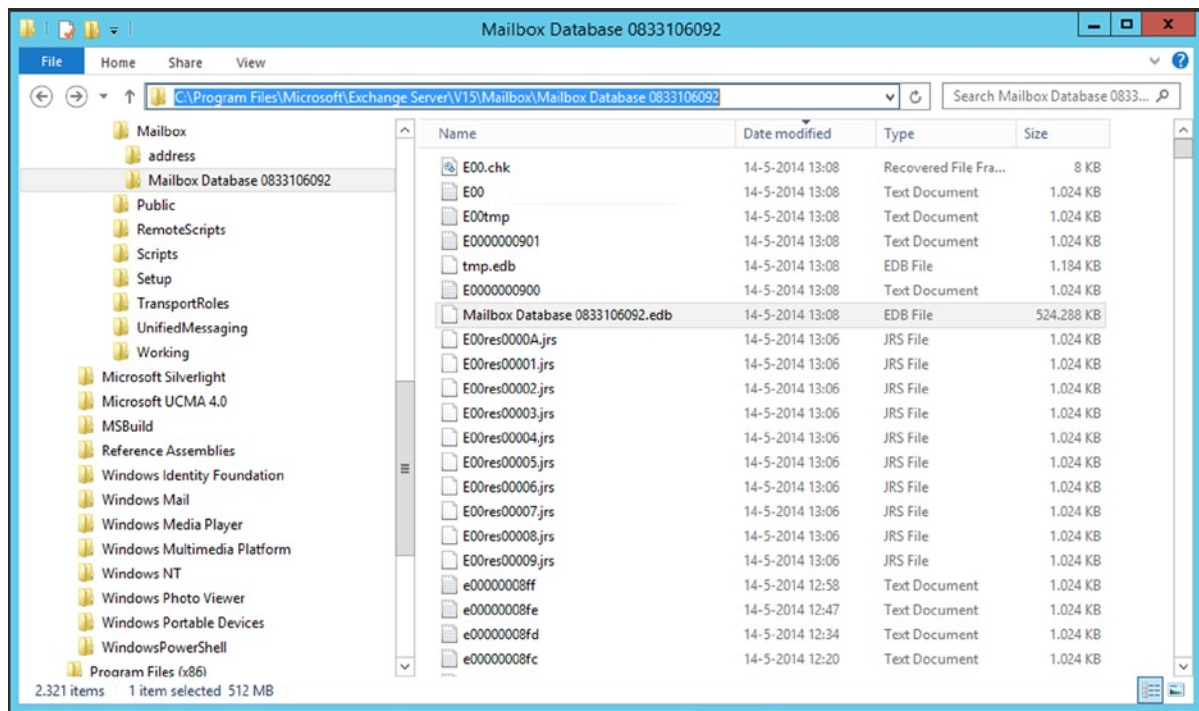 Mailbox Database 0833106092
File Home Share View
C:\Program Files\Microsoft\Exchange Server\V15\Mailbox\Mailbox Database 0833106092 Search Mailbox Database 0833...
Mailbox
address
Mailbox Database 0833106092
Public
RemoteScripts
Scripts
Setup
TransportRoles
UnifiedMessaging
Working
Microsoft Silverlight
Microsoft UCMA 4.0
MSBuild
Reference Assemblies
Windows Identity Foundation
Windows Mail
Windows Media Player
Windows Multimedia Platform
Windows NT
Windows Photo Viewer
Windows Portable Devices
WindowsPowerShell
Program Files (x86)
Name Date modified Type Size
E00.chk 14-5-2014 13:08 Recovered File Fra... 8 KB
E00 14-5-2014 13:08 Text Document 1.024 KB
E00tmp 14-5-2014 13:08 Text Document 1.024 KB
E0000000901 14-5-2014 13:08 Text Document 1.024 KB
tmp.edb 14-5-2014 13:08 EDB File 1.184 KB
E0000000900 14-5-2014 13:08 Text Document 1.024 KB
Mailbox Database 0833106092.edb 14-5-2014 13:08 EDB File 524.288 KB
E00res0000A.jrs 14-5-2014 13:06 JRS File 1.024 KB
E00res00001.jrs 14-5-2014 13:06 JRS File 1.024 KB
E00res00002.jrs 14-5-2014 13:06 JRS File 1.024 KB
E00res00003.jrs 14-5-2014 13:06 JRS File 1.024 KB
E00res00004.jrs 14-5-2014 13:06 JRS File 1.024 KB
E00res00005.jrs 14-5-2014 13:06 JRS File 1.024 KB
E00res00006.jrs 14-5-2014 13:06 JRS File 1.024 KB
E00res00007.jrs 14-5-2014 13:06 JRS File 1.024 KB
E00res00008.jrs 14-5-2014 13:06 JRS File 1.024 KB
E00res00009.jrs 14-5-2014 13:06 JRS File 1.024 KB
e00000008ff 14-5-2014 12:58 Text Document 1.024 KB
e00000008fe 14-5-2014 12:47 Text Document 1.024 KB
e00000008fd 14-5-2014 12:34 Text Document 1.024 KB
e00000008fc 14-5-2014 12:20 Text Document 1.024 KB
2.321 items 1 item selected 512 MB